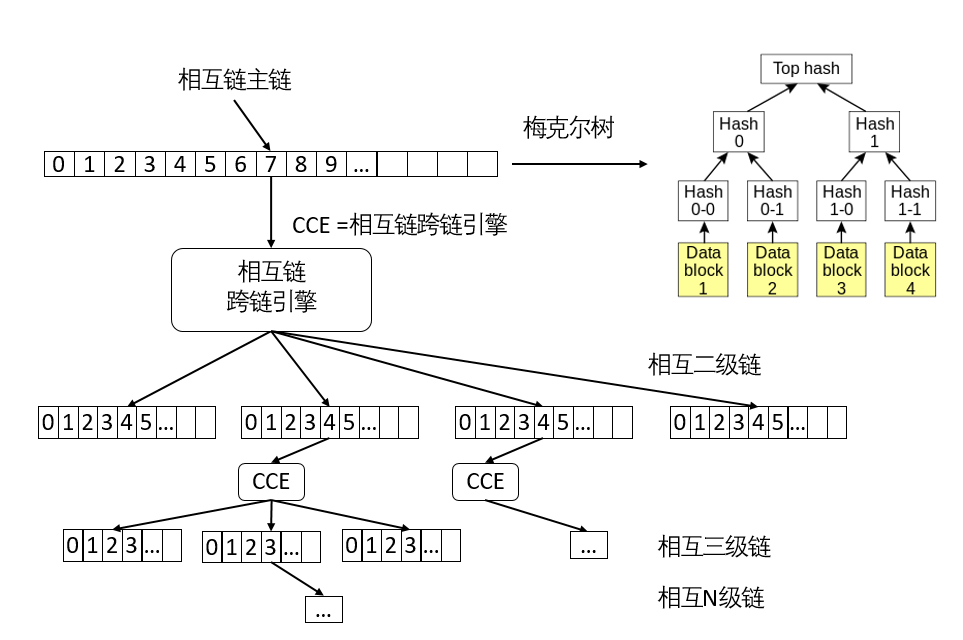 相互链主链
0 1 2 3 4 5 6 7 8 9 ...
CCE =相互链跨链引擎
相互链
跨链引擎
梅克尔树
Top hash
Hash
0
Hash
1
Hash
0-0
Hash
0-1
Hash
1-0
Hash
1-1
Data
block
1
Data
block
2
Data
block
3
Data
block
4
相互二级链
0 1 2 3 4 5 ...
0 1 2 3 4 5 ...
0 1 2 3 4 5 ...
0 1 2 3 4 5 ...
CCE
CCE
0 1 2 3 ...
0 1 2 3 ...
0 1 2 3 ...
...
相互三级链
...
相互N级链